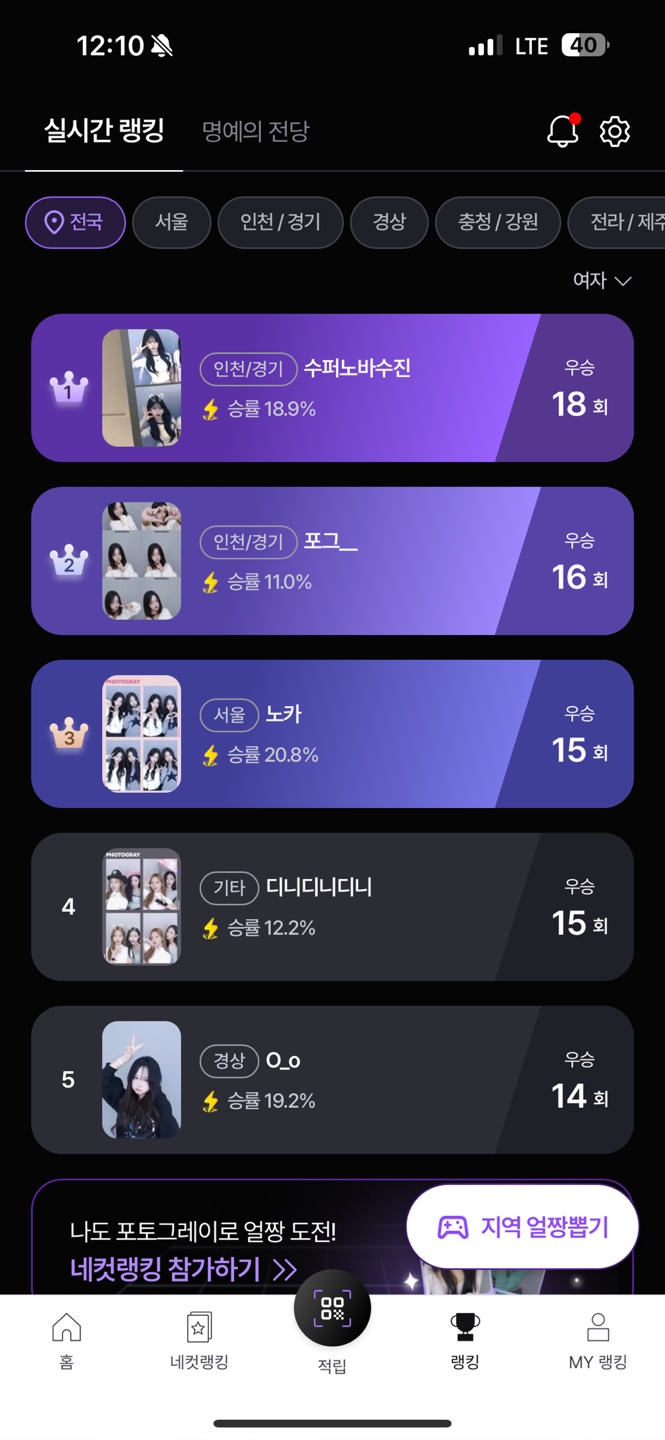 12:10
LTE 40
실시간 랭킹 명예의 전당
전국 서울 인천 / 경기 경상 충청 / 강원 전라 / 제주
여자
1
인천/경기 수퍼노바수진
승률 18.9%
우승
18 회
2
인천/경기 포그__
승률 11.0%
우승
16 회
3
PHOTOGRAY
서울 노카
승률 20.8%
우승
15 회
4
PHOTOGRAY
기타 디니디니디니
승률 12.2%
우승
15 회
5
경상 O_o
승률 19.2%
우승
14 회
나도 포토그레이로 얼짱 도전!
네컷랭킹 참가하기
지역 얼짱뽑기
홈 네컷랭킹 적립 랭킹 MY 랭킹